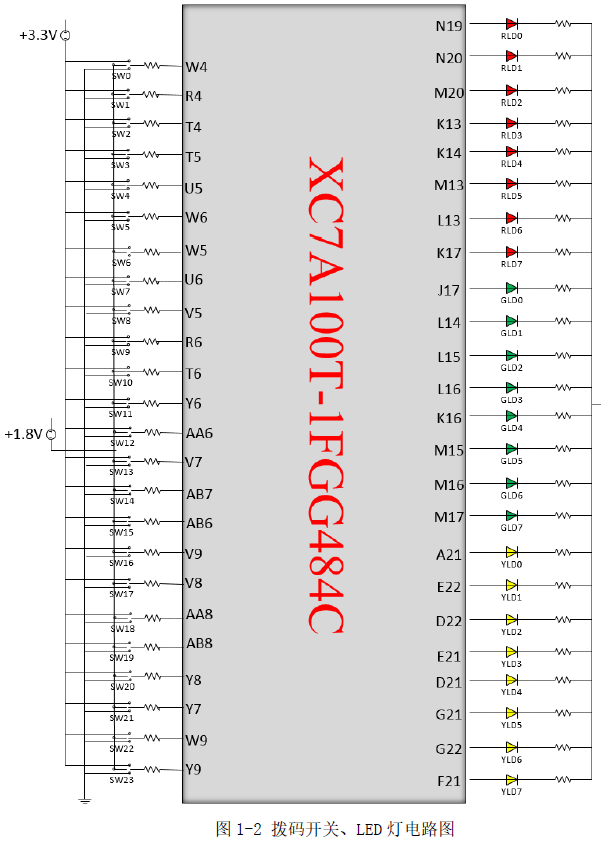 +3.3V
SW0
W4
SW1
R4
SW2
T4
SW3
T5
SW4
U5
SW5
W6
SW6
W5
SW7
U6
SW8
V5
SW9
R6
SW10
T6
SW11
Y6
+1.8V
SW12
AA6
SW13
V7
SW14
AB7
SW15
AB6
SW16
V9
SW17
V8
SW18
AA8
SW19
AB8
SW20
Y8
SW21
Y7
SW22
W9
SW23
Y9
XC7A100T-1FGG484C
N19
RLD0
N20
RLD1
M20
RLD2
K13
RLD3
K14
RLD4
M13
RLD5
L13
RLD6
K17
RLD7
J17
GLD0
L14
GLD1
L15
GLD2
L16
GLD3
K16
GLD4
M15
GLD5
M16
GLD6
M17
GLD7
A21
YLD0
E22
YLD1
D22
YLD2
E21
YLD3
D21
YLD4
G21
YLD5
G22
YLD6
F21
YLD7
图 1-2 拨码开关、LED 灯电路图